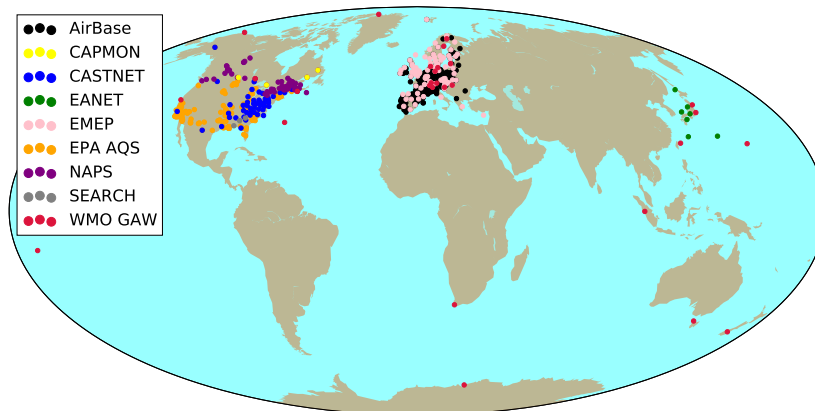 AirBase
CAPMON
CASTNET
EANET
EMEP
EPA AQS
NAPS
SEARCH
WMO GAW